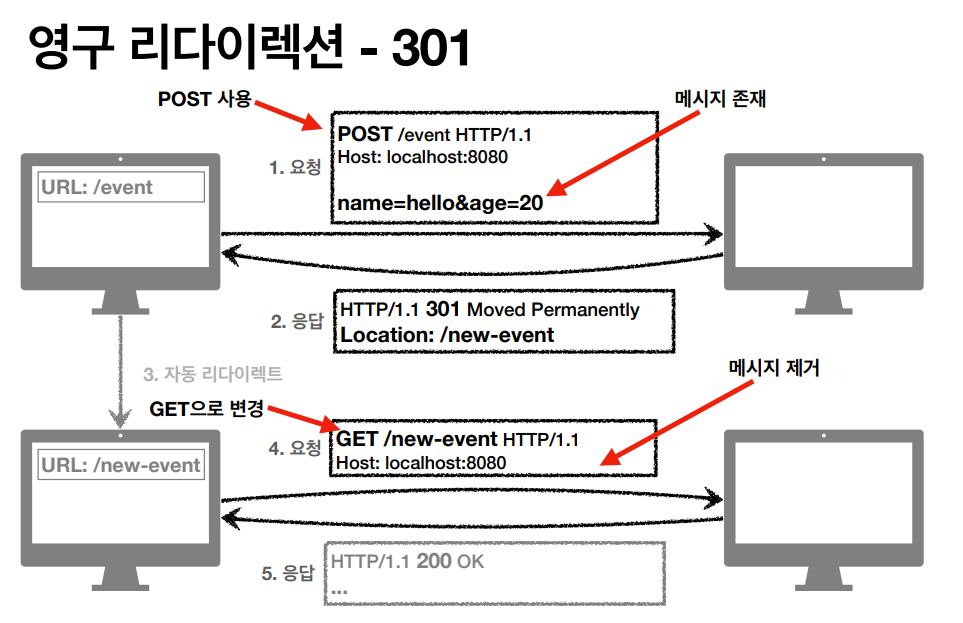 영구 리다이렉션 - 301
POST 사용
메시지 존재
1. 요청
POST /event HTTP/1.1
Host: localhost:8080
name=hello&age=20
URL: /event
2. 응답
HTTP/1.1 301 Moved Permanently
Location: /new-event
3. 자동 리다이렉트
메시지 제거
GET으로 변경
4. 요청
GET /new-event HTTP/1.1
Host: localhost:8080
URL: /new-event
5. 응답
HTTP/1.1 200 OK
...